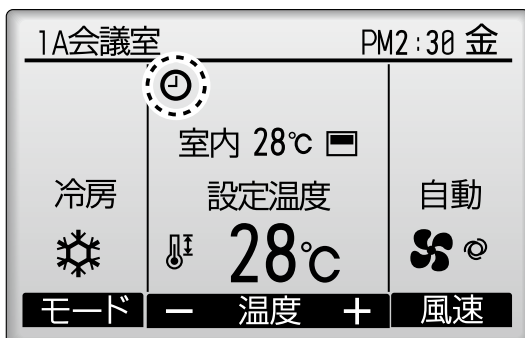 1A会議室 PM2:30 金
室内 28℃
冷房 設定温度 自動
28℃
モード － 温度 ＋ 風速